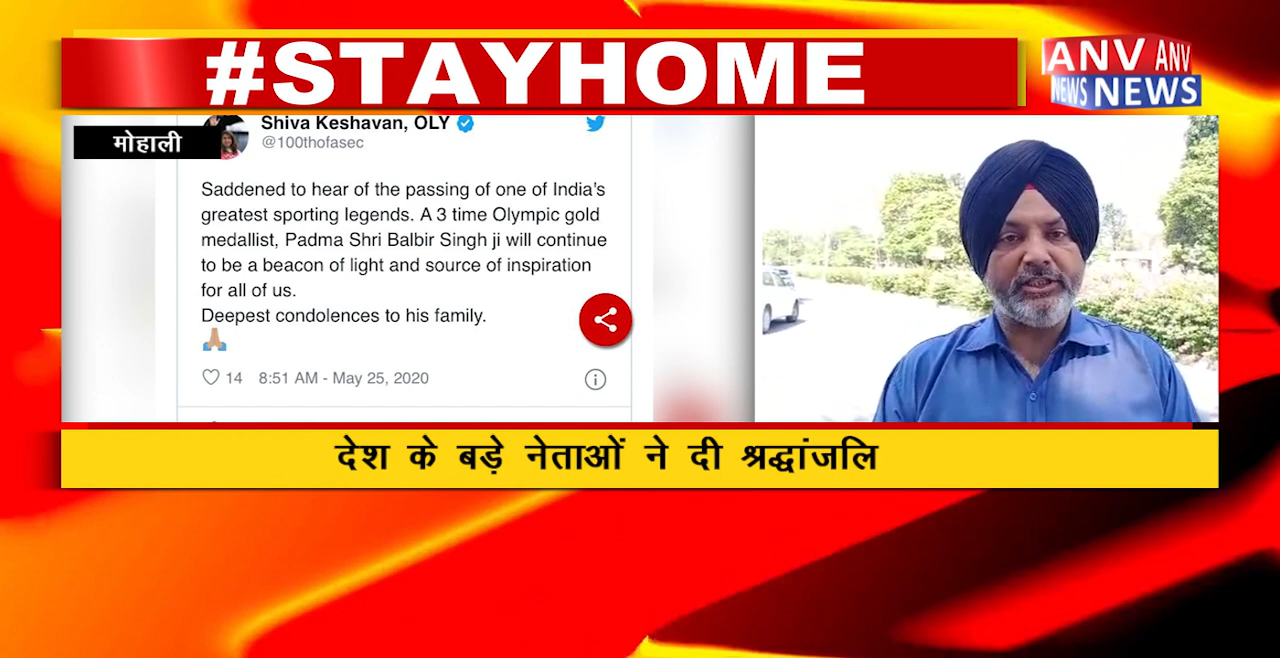 #STAYHOME
ANV ANV
NEWS NEWS
मोहाली
Shiva Keshavan, OLY
@100thofasec
Saddened to hear of the passing of one of India's
greatest sporting legends. A 3 time Olympic gold
medallist, Padma Shri Balbir Singh ji will continue
to be a beacon of light and source of inspiration
for all of us.
Deepest condolences to his family.
🙏🏽
14 8:51 AM - May 25, 2020
देश के बड़े नेताओं ने दी श्रद्धांजलि